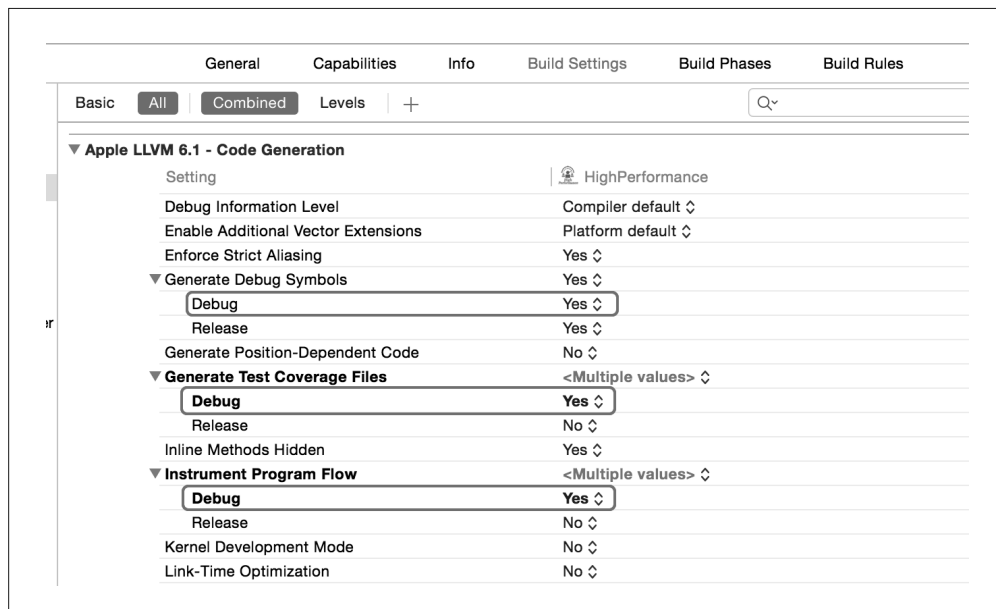 General Capabilities Info Build Settings Build Phases Build Rules
Basic All Combined Levels +
Apple LLVM 6.1 - Code Generation
Setting HighPerformance
Debug Information Level Compiler default
Enable Additional Vector Extensions Platform default
Enforce Strict Aliasing Yes
Generate Debug Symbols Yes
Debug Yes
er
Release Yes
Generate Position-Dependent Code No
Generate Test Coverage Files <Multiple values>
Debug Yes
Release No
Inline Methods Hidden Yes
Instrument Program Flow <Multiple values>
Debug Yes
Release No
Kernel Development Mode No
Link-Time Optimization No